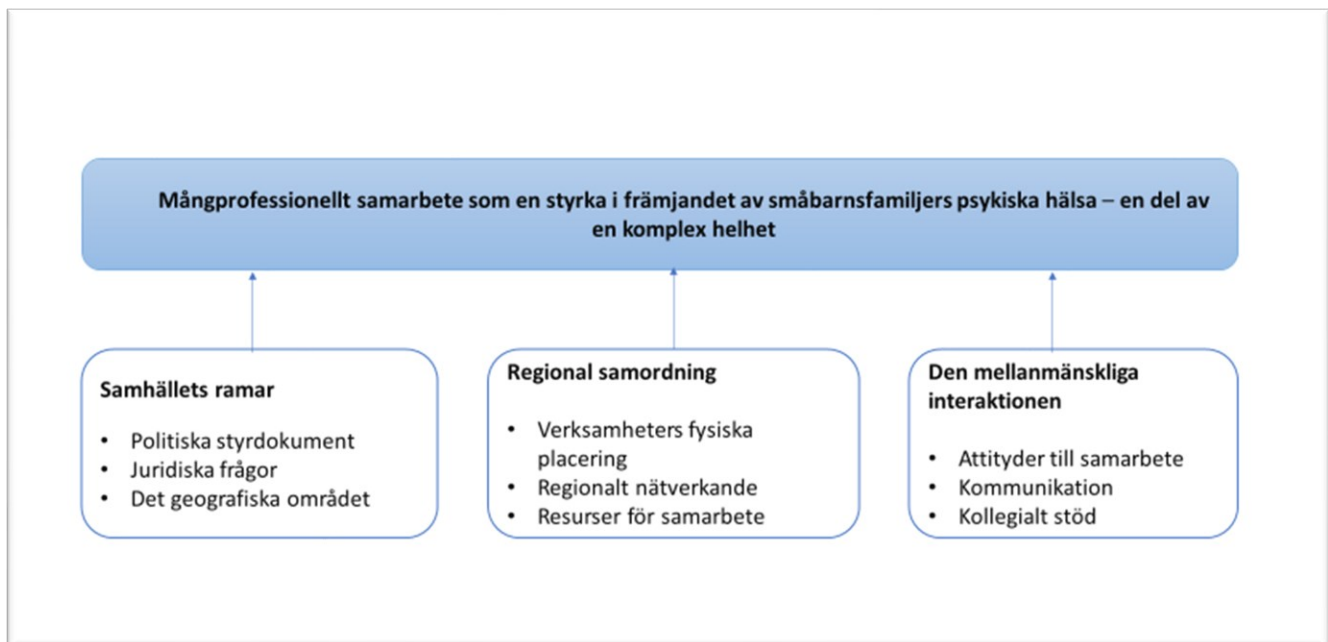 Mångprofessionellt samarbete som en styrka i främjandet av småbarnsfamiljers psykiska hälsa – en del av
en komplex helhet
Samhällets ramar
• Politiska styrdokument
• Juridiska frågor
• Det geografiska området
Regional samordning
• Verksamheters fysiska
placering
• Regionalt nätverkande
• Resurser för samarbete
Den mellanmänskliga
interaktionen
• Attityder till samarbete
• Kommunikation
• Kollegialt stöd